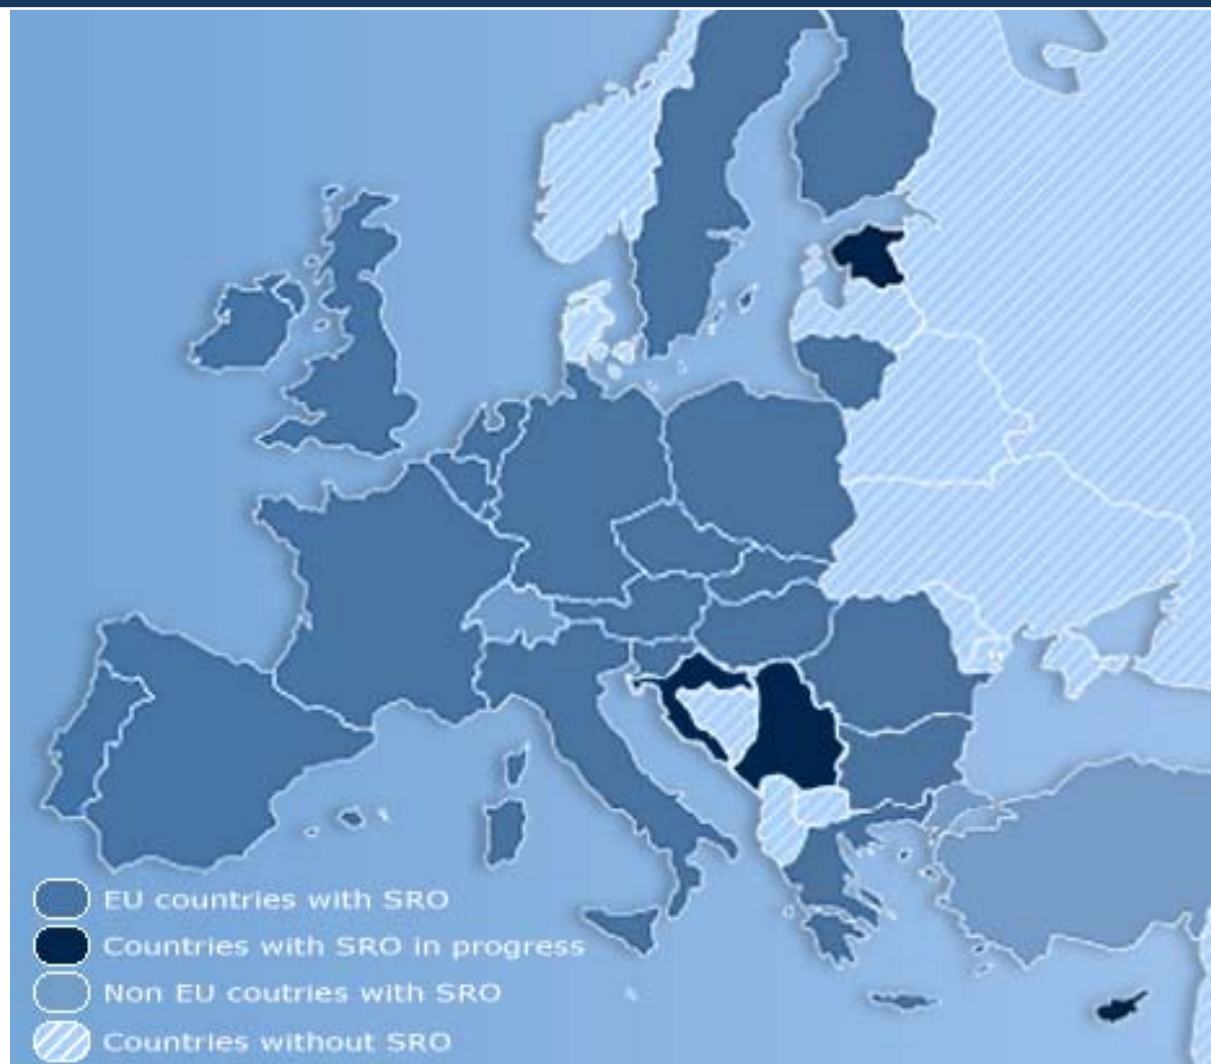 EU countries with SRO
Countries with SRO in progress
Non EU coutries with SRO
Countries without SRO